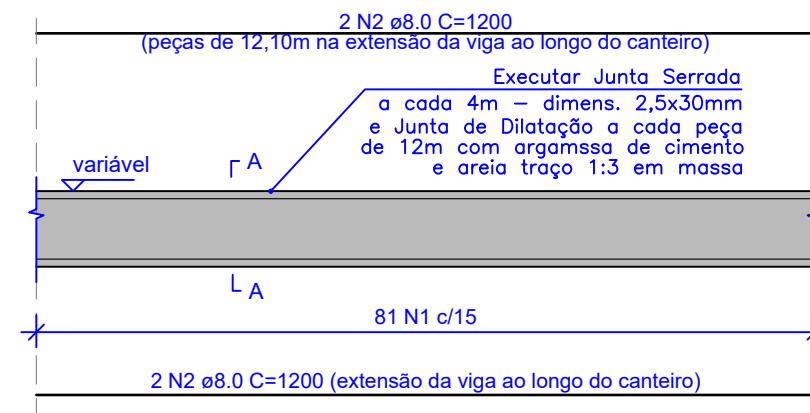 2 N2 ø8.0 C=1200
(peças de 12,10m na extensão da viga ao longo do canteiro)
Executar Junta Serrada
a cada 4m – dimens. 2,5x30mm
e Junta de Dilatação a cada peça
de 12m com argamssa de cimento
e areia traço 1:3 em massa
variável
A
A
81 N1 c/15
2 N2 ø8.0 C=1200 (extensão da viga ao longo do canteiro)